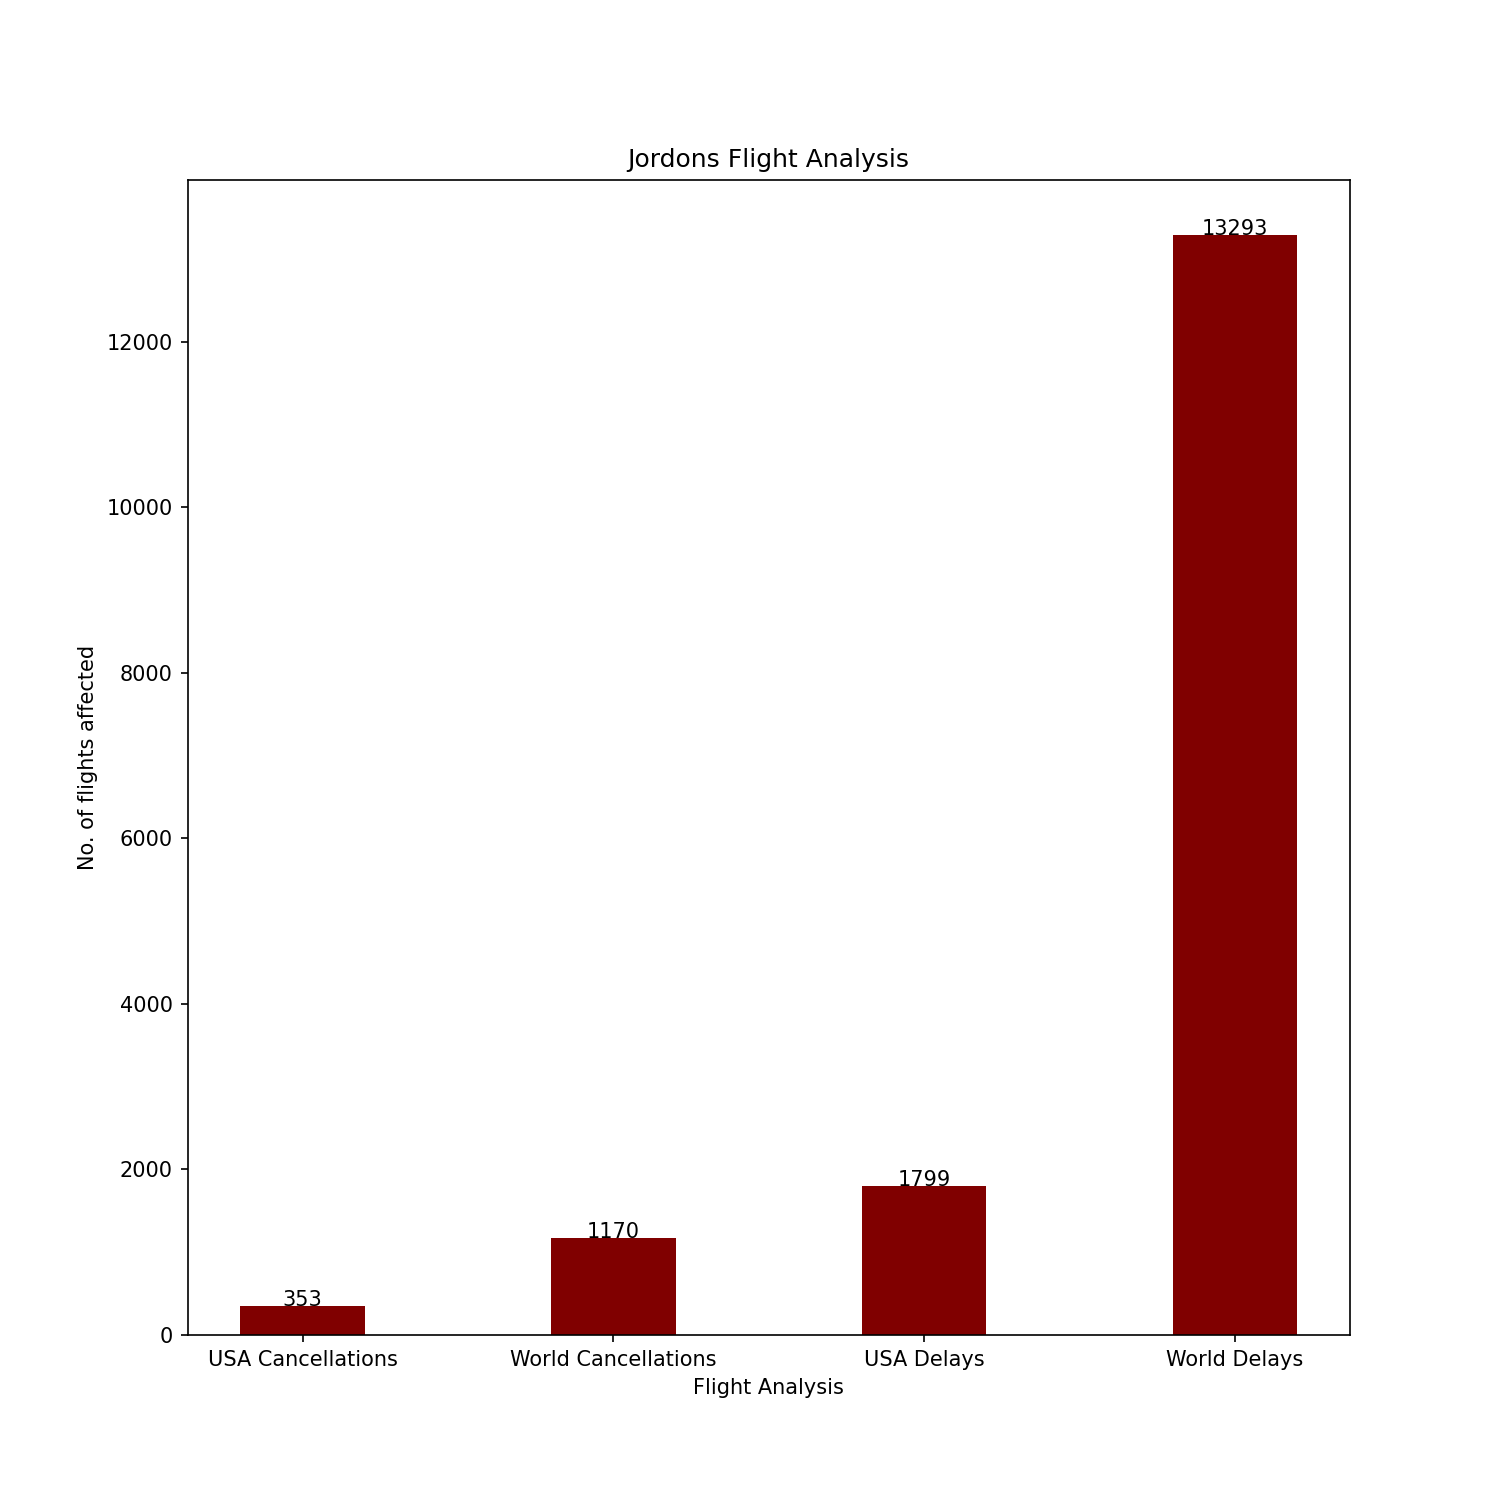 Jordons Flight Analysis
13293
12000
10000
8000
No. of flights affected
6000
4000
2000
1799
1170
353
0
USA Cancellations World Cancellations USA Delays World Delays
Flight Analysis